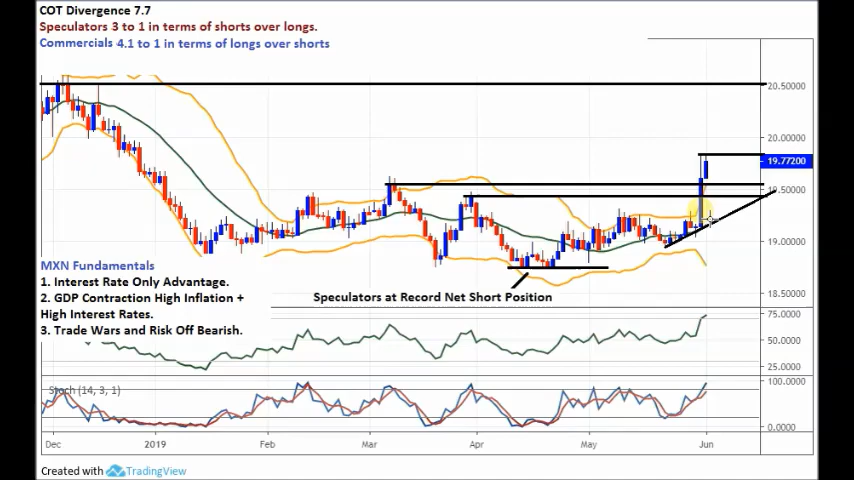 COT Divergence 7.7
Speculators 3 to 1 in terms of shorts over longs.
Commercials 4.1 to 1 in terms of longs over shorts
20.50000
20.00000
19.77200
19.50000
19.00000
18.50000
MXN Fundamentals
1. Interest Rate Only Advantage.
2. GDP Contraction High Inflation +
High Interest Rates.
3. Trade Wars and Risk Off Bearish.
Speculators at Record Net Short Position
75.0000
50.0000
25.0000
Stoch (14, 3, 1)
100.0000
0.0000
Dec 2019 Feb Mar Apr May Jun
Created with TradingView